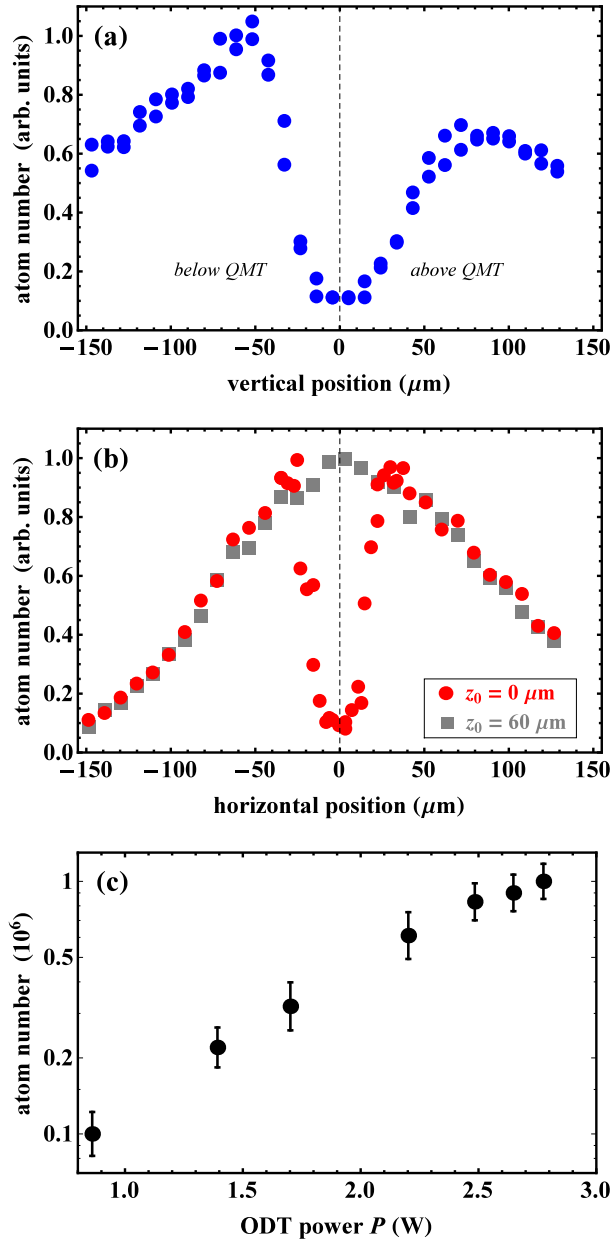 (a)
atom number (arb. units)
1.0
0.8
0.6
0.4
0.2
0.0
below QMT
above QMT
−150 −100 −50 0 50 100 150
vertical position (μm)
(b)
atom number (arb. units)
1.0
0.8
0.6
0.4
0.2
0.0
z₀ = 0 μm
z₀ = 60 μm
−150 −100 −50 0 50 100 150
horizontal position (μm)
(c)
atom number (10⁶)
1
0.5
0.2
0.1
1.0 1.5 2.0 2.5 3.0
ODT power P (W)